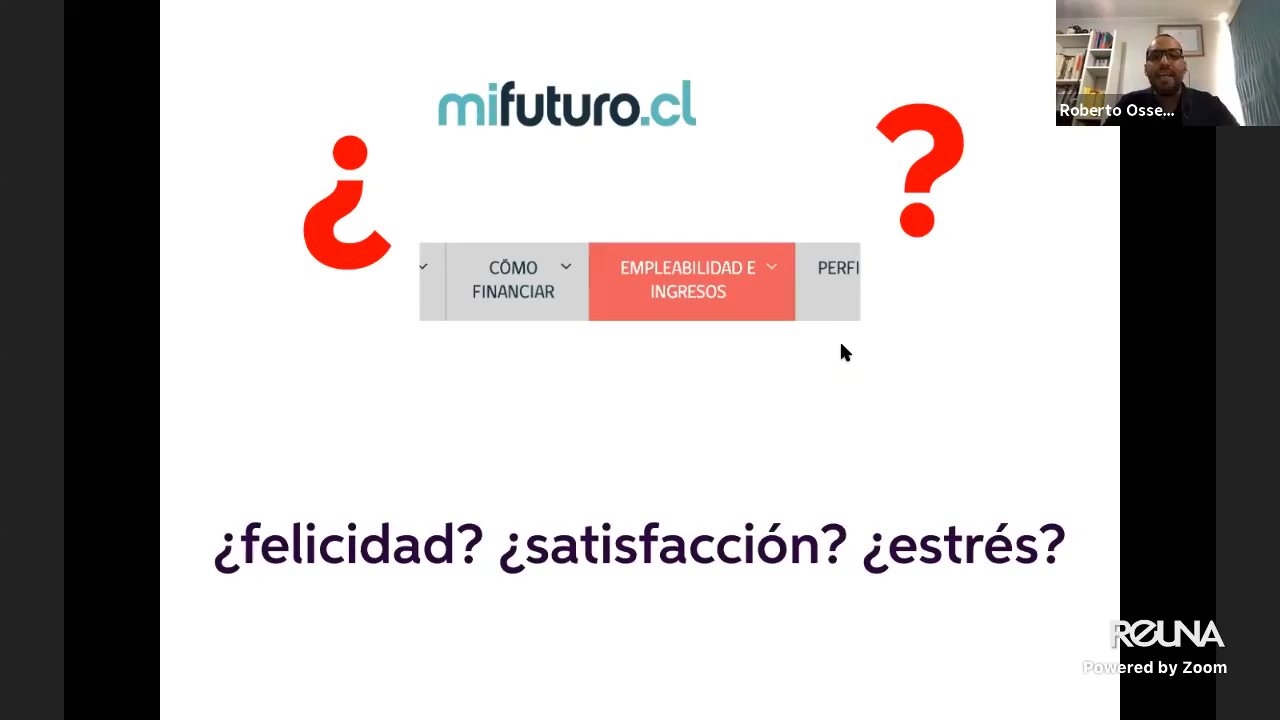 mifuturo.cl
Roberto Osse...
¿ ?
CÓMO
FINANCIAR
EMPLEABILIDAD E
INGRESOS
PERFI
¿felicidad? ¿satisfacción? ¿estrés?
REUNA
Powered by Zoom